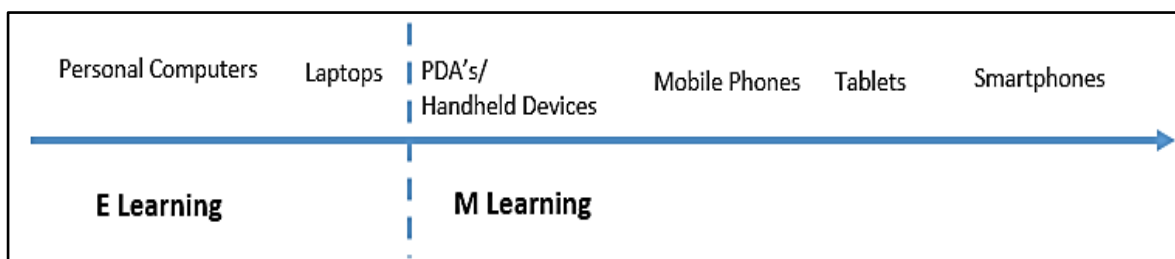 Personal Computers
Laptops
PDA's/
Handheld Devices
Mobile Phones
Tablets
Smartphones
E Learning
M Learning